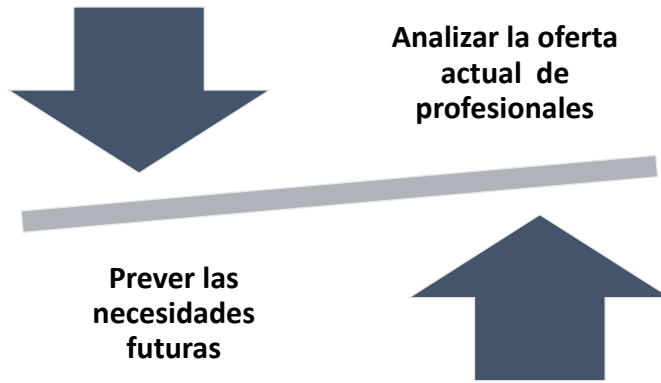 Analizar la oferta
actual de
profesionales
Prever las
necesidades
futuras